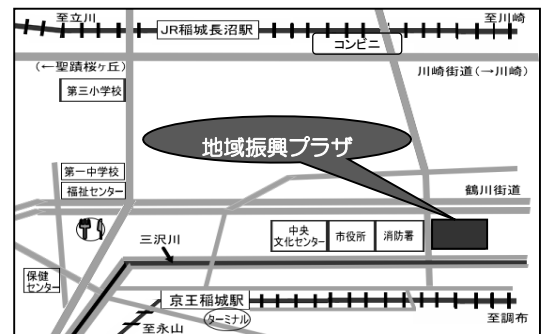 至立川
至川崎
JR稲城長沼駅
コンビニ
(←聖蹟桜ヶ丘)
川崎街道(→川崎)
第三小学校
地域振興プラザ
第一中学校
福祉センター
鶴川街道
中央
文化センター
市役所
消防署
三沢川
保健
センター
京王稲城駅
ターミナル
至永山
至調布